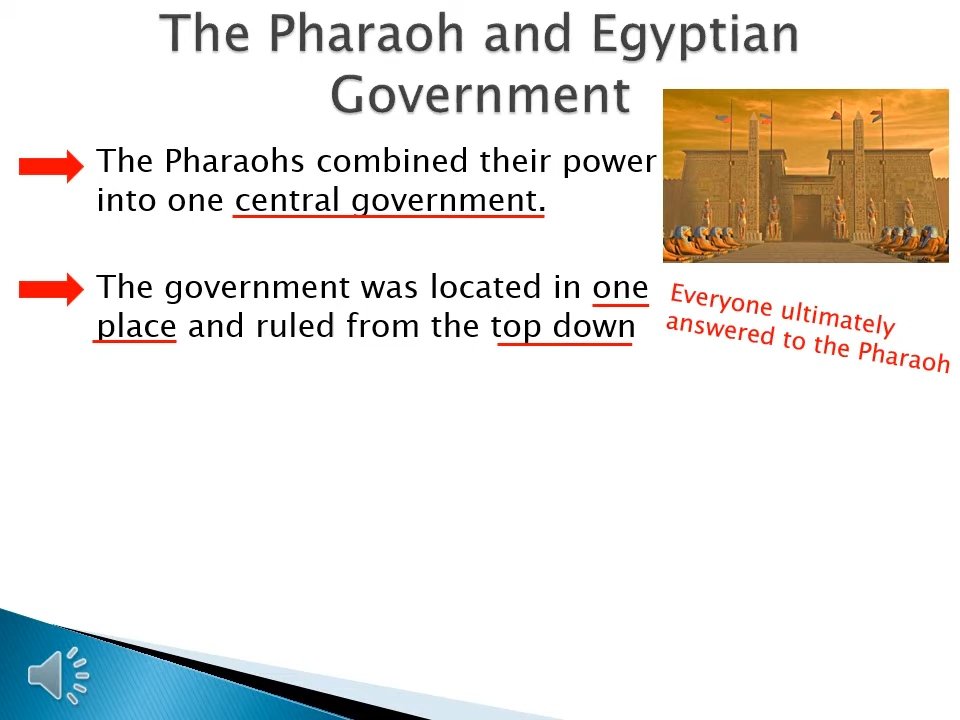 The Pharaoh and Egyptian
Government
The Pharaohs combined their power
into one central government.
The government was located in one
place and ruled from the top down
Everyone ultimately
answered to the Pharaoh